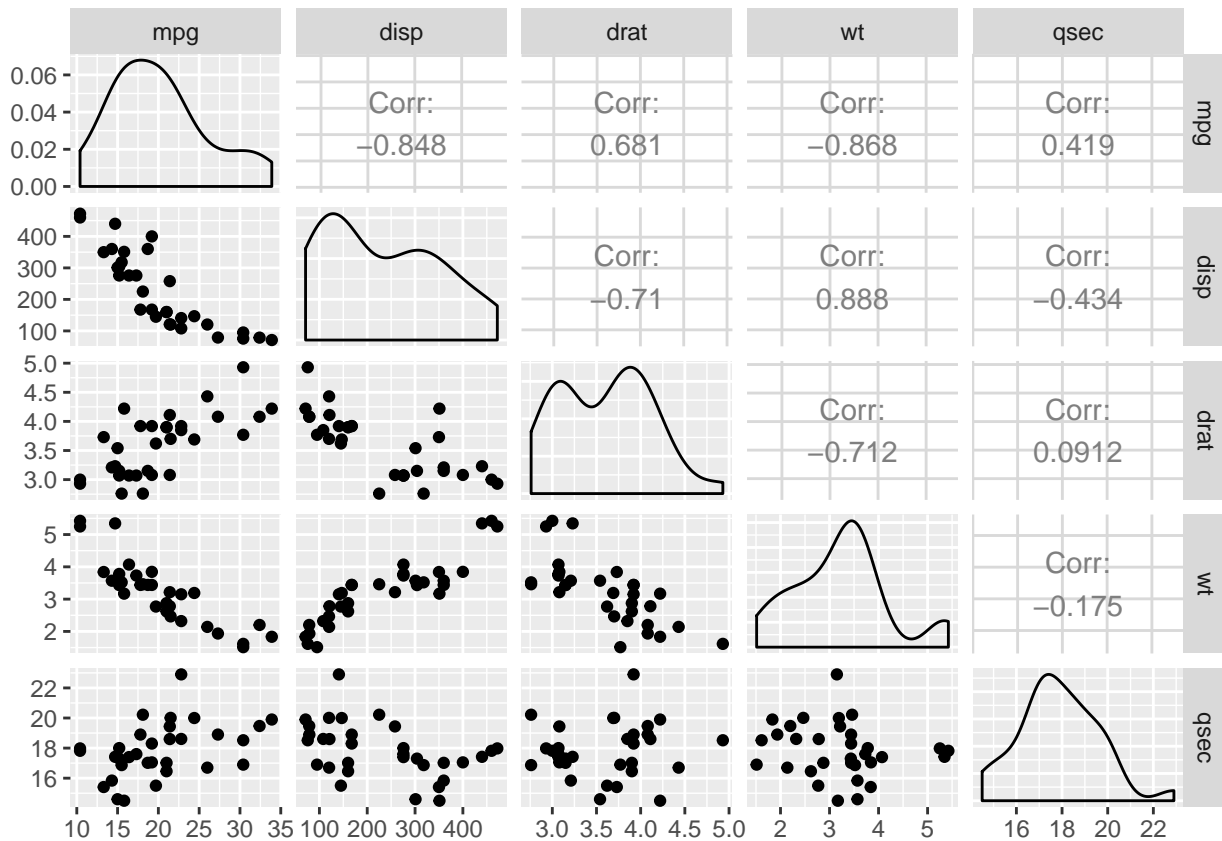 mpg disp drat wt qsec
0.06
0.04
0.02
0.00
Corr: Corr: Corr: Corr:
−0.848 0.681 −0.868 0.419
mpg
400
300
200
100
Corr: Corr: Corr:
−0.71 0.888 −0.434
disp
5.0
4.5
4.0
3.5
3.0
Corr: Corr:
−0.712 0.0912
drat
5
4
3
2
Corr:
−0.175
wt
22
20
18
16
qsec
10 15 20 25 30 35 100 200 300 400 3.0 3.5 4.0 4.5 5.0 2 3 4 5 16 18 20 22